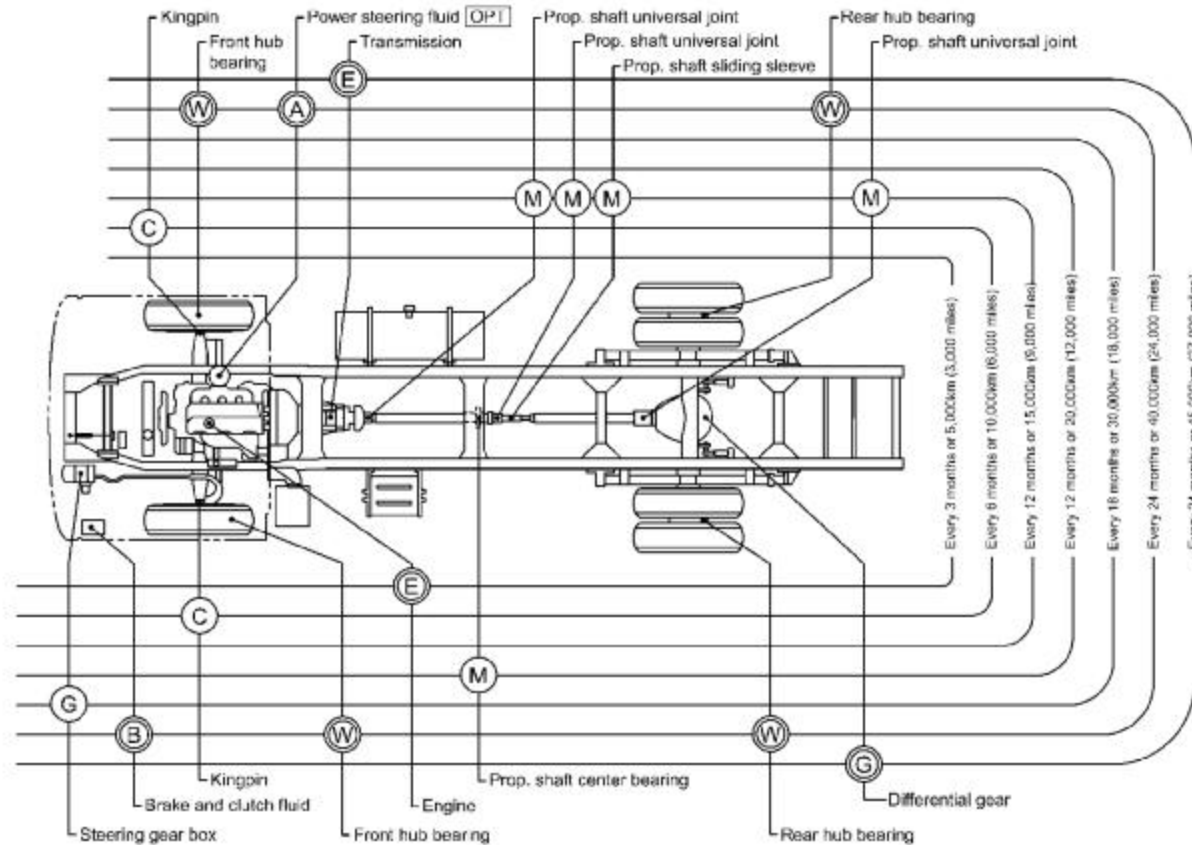 Kingpin
Power steering fluid OPT
Prop. shaft universal joint
Rear hub bearing
Front hub
bearing
Transmission
Prop. shaft universal joint
Prop. shaft universal joint
Prop. shaft sliding sleeve
E
W
A
W
M
M
M
M
C
Every 3 months or 5,000km (3,000 miles)
Every 6 months or 10,000km (6,000 miles)
Every 12 months or 15,000km (9,000 miles)
Every 12 months or 20,000km (12,000 miles)
Every 18 months or 30,000km (18,000 miles)
Every 24 months or 40,000km (24,000 miles)
E
C
M
G
B
W
W
G
Kingpin
Prop. shaft center bearing
Brake and clutch fluid
Engine
Differential gear
Steering gear box
Front hub bearing
Rear hub bearing